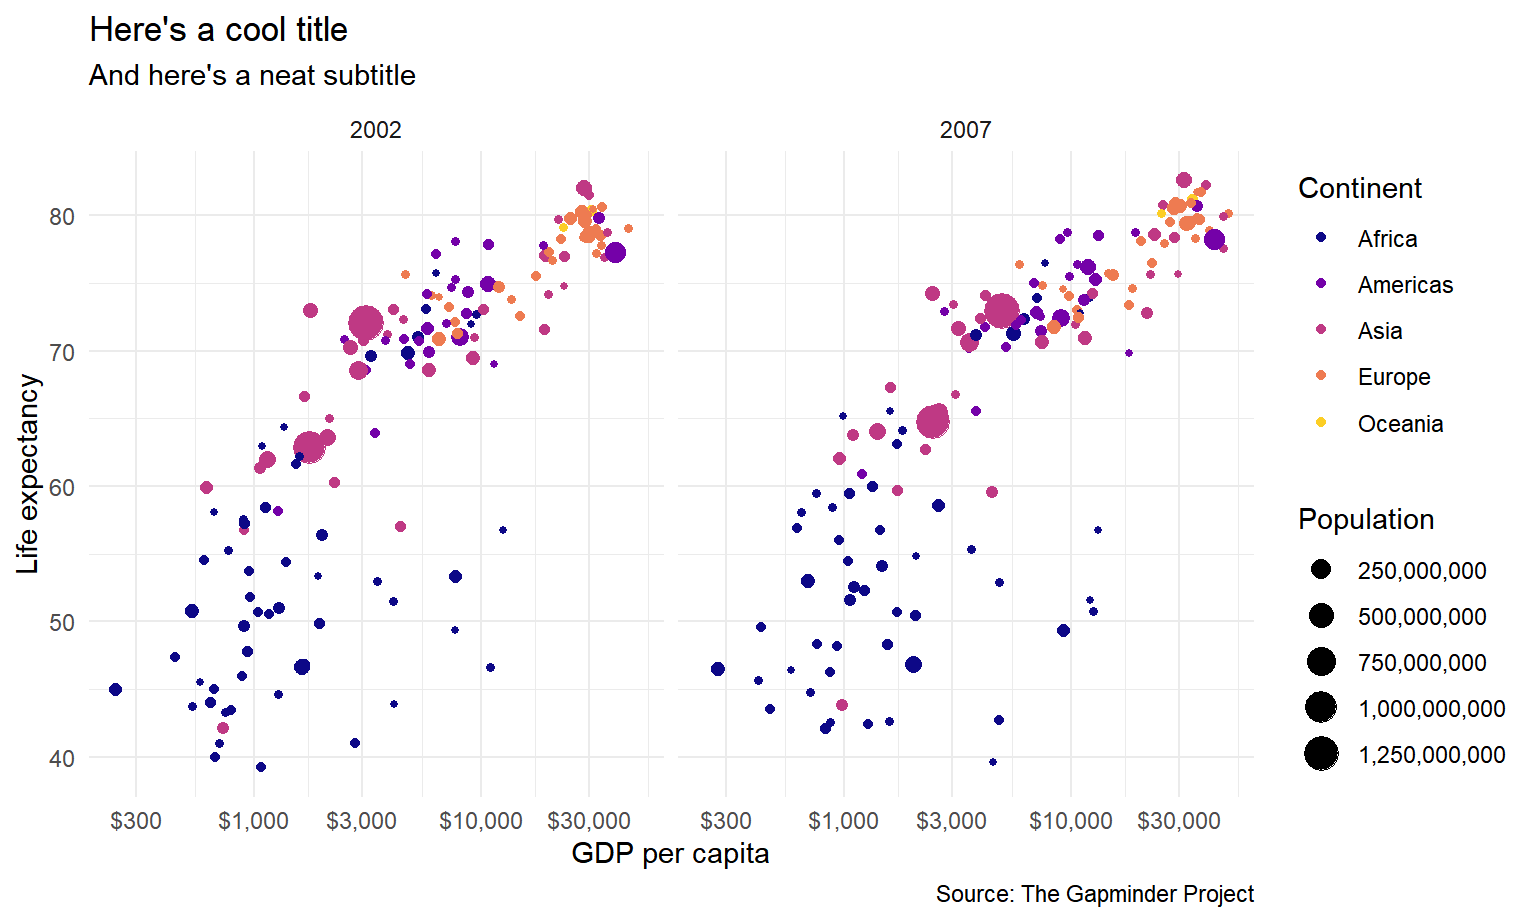 Here's a cool title
And here's a neat subtitle
2002
2007
Life expectancy
80
70
60
50
40
$300 $1,000 $3,000 $10,000 $30,000
$300 $1,000 $3,000 $10,000 $30,000
GDP per capita
Source: The Gapminder Project
Continent
Africa
Americas
Asia
Europe
Oceania
Population
250,000,000
500,000,000
750,000,000
1,000,000,000
1,250,000,000